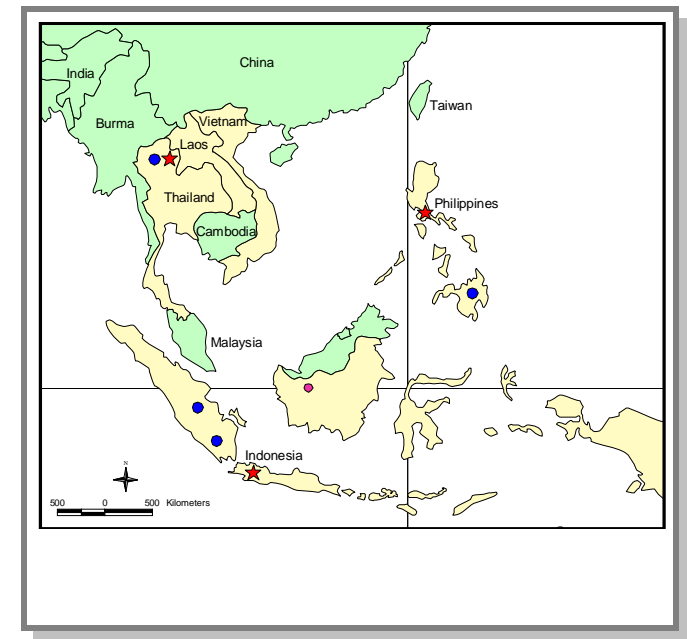 China
India
Taiwan
Burma
Vietnam
Laos
Thailand
Philippines
Cambodia
Malaysia
Indonesia
N
500 0 500 Kilometers